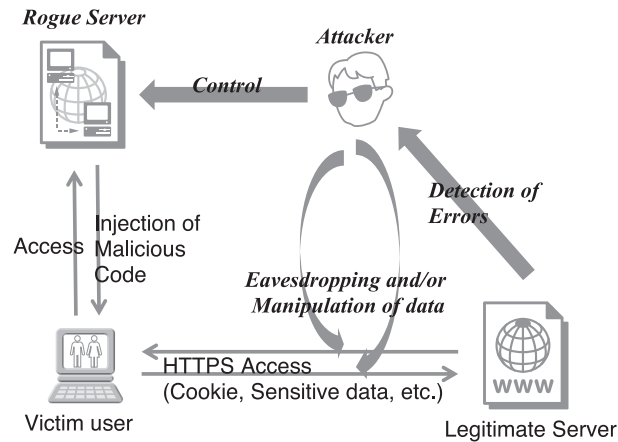 Rogue Server
Attacker
Control
Detection of
Errors
Access
Injection of
Malicious
Code
Eavesdropping and/or
Manipulation of data
HTTPS Access
(Cookie, Sensitive data, etc.)
www
Victim user
Legitimate Server